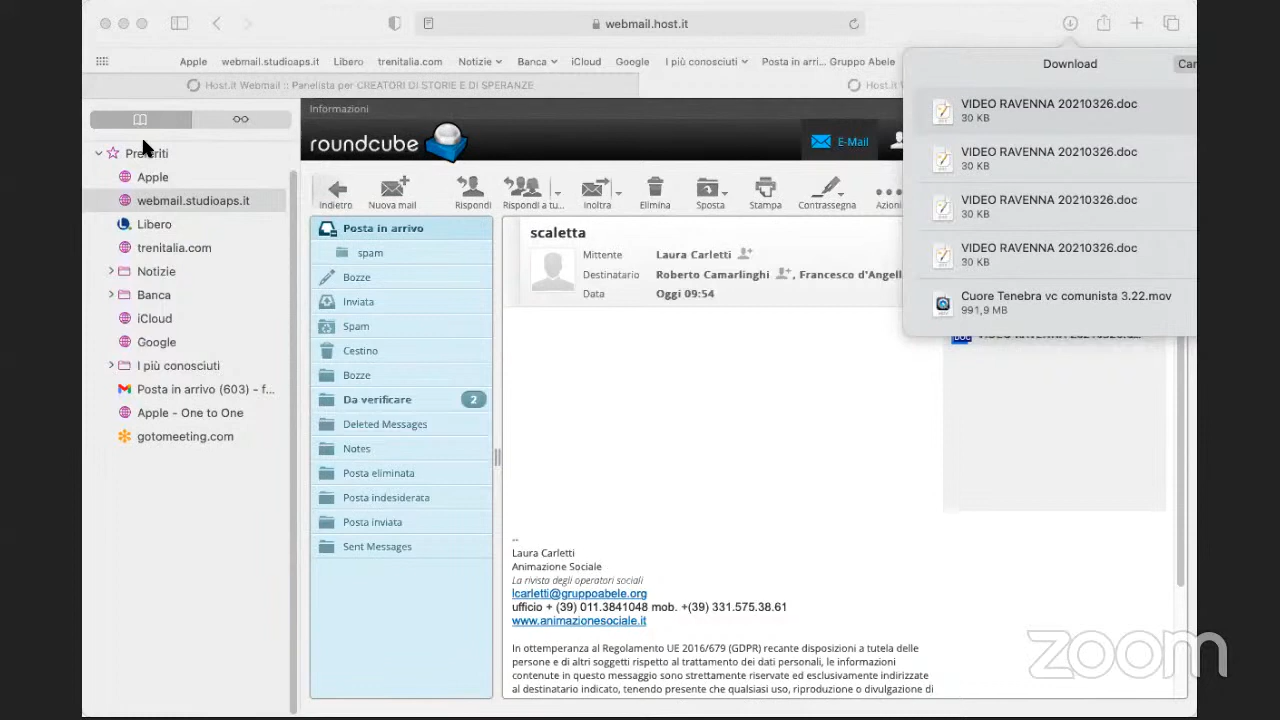 webmail.host.it
Apple
webmail.studioaps.it
Libero
trenitalia.com
Notizie
Banca
iCloud
Google
I più conosciuti
Posta in arri... Gruppo Abele
Host.it Webmail :: Panelista per CREATORI DI STORIE E DI SPERANZE
Host.it
Download
VIDEO RAVENNA 20210326.doc
30 KB
VIDEO RAVENNA 20210326.doc
30 KB
VIDEO RAVENNA 20210326.doc
30 KB
VIDEO RAVENNA 20210326.doc
30 KB
Cuore Tenebra vc comunista 3.22.mov
991,9 MB
Preferiti
Apple
webmail.studioaps.it
Libero
trenitalia.com
Notizie
Banca
iCloud
Google
I più conosciuti
Posta in arrivo (603) - f...
Apple - One to One
gotomeeting.com
Informazioni
roundcube
E-Mail
Indietro
Nuova mail
Rispondi
Rispondi a tu...
Inoltra
Elimina
Sposta
Stampa
Contrassegna
Posta in arrivo
spam
Bozze
Inviata
Spam
Cestino
Bozze
Da verificare 2
Deleted Messages
Notes
Posta eliminata
Posta indesiderata
Posta inviata
Sent Messages
scaletta
Mittente Laura Carletti
Destinatario Roberto Camarlinghi , Francesco d'Angell
Data Oggi 09:54
DOC VIDEO RAVENNA 20210326.d...
--
Laura Carletti
Animazione Sociale
La rivista degli operatori sociali
lcarletti@gruppoabele.org
ufficio + (39) 011.3841048 mob. +(39) 331.575.38.61
www.animazionesociale.it
In ottemperanza al Regolamento UE 2016/679 (GDPR) recante disposizioni a tutela delle
persone e di altri soggetti rispetto al trattamento dei dati personali, le informazioni
contenute in questo messaggio sono strettamente riservate ed esclusivamente indirizzate
al destinatario indicato, tenendo presente che qualsiasi uso, riproduzione o divulgazione di
zoom